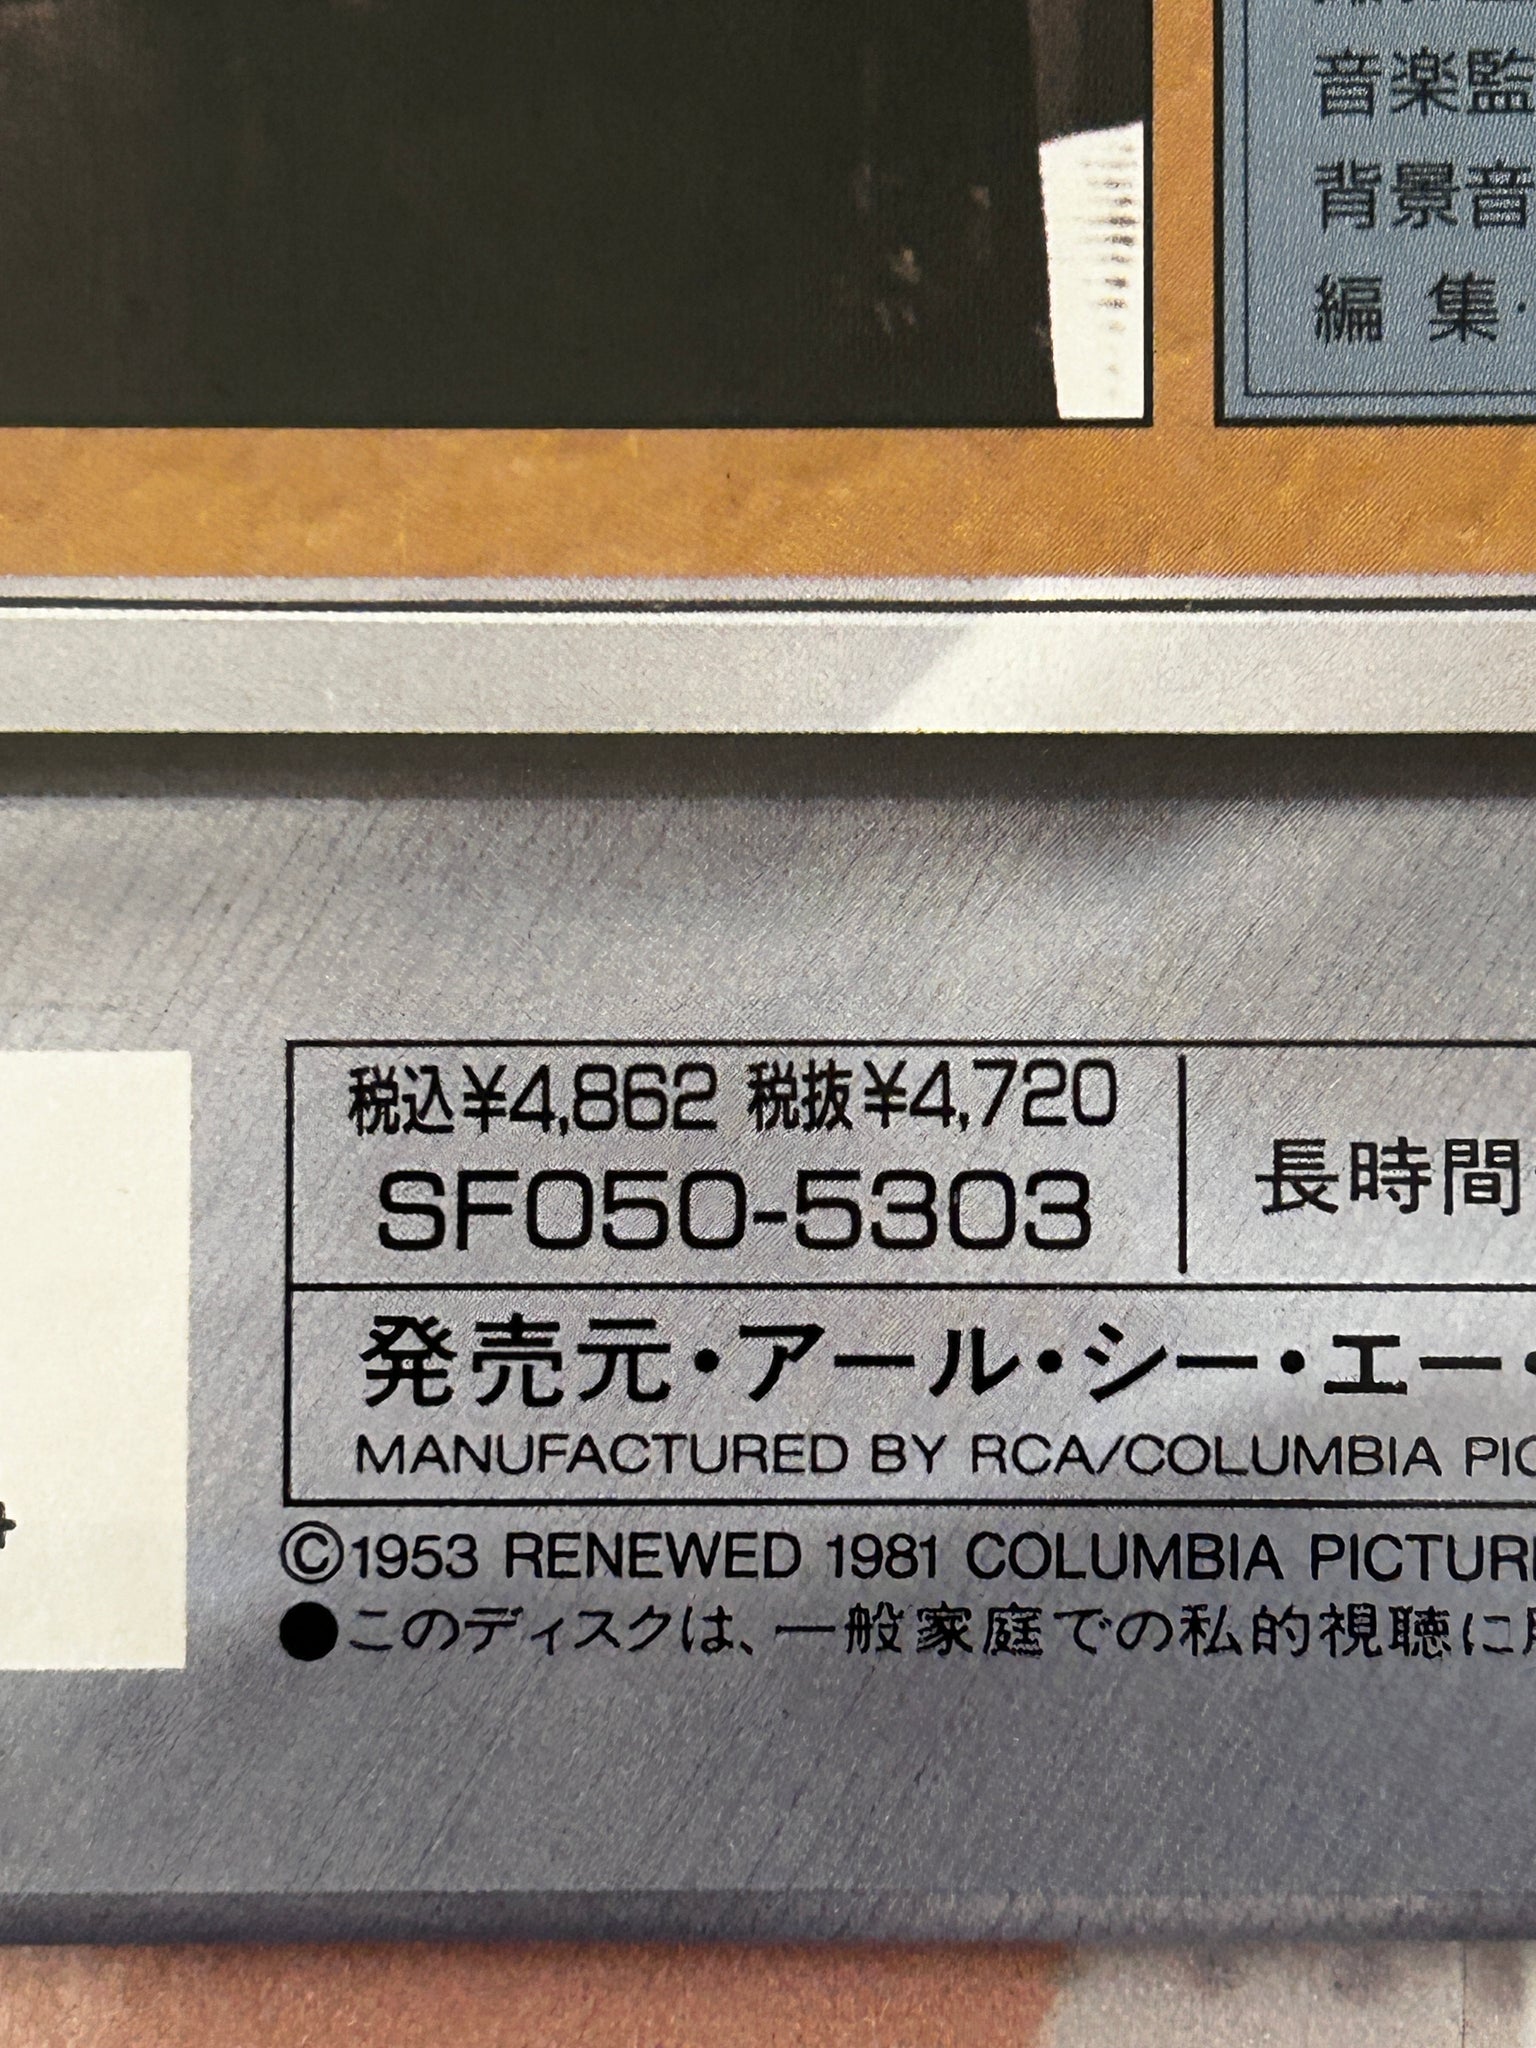 音楽監
背景音
編 集・
税込¥4,862 税抜¥4,720
SF050-5303
長時間
発売元・アール・シー・エー・
MANUFACTURED BY RCA/COLUMBIA PIC
©1953 RENEWED 1981 COLUMBIA PICTURE
●このディスクは、一般家庭での私的視聴に